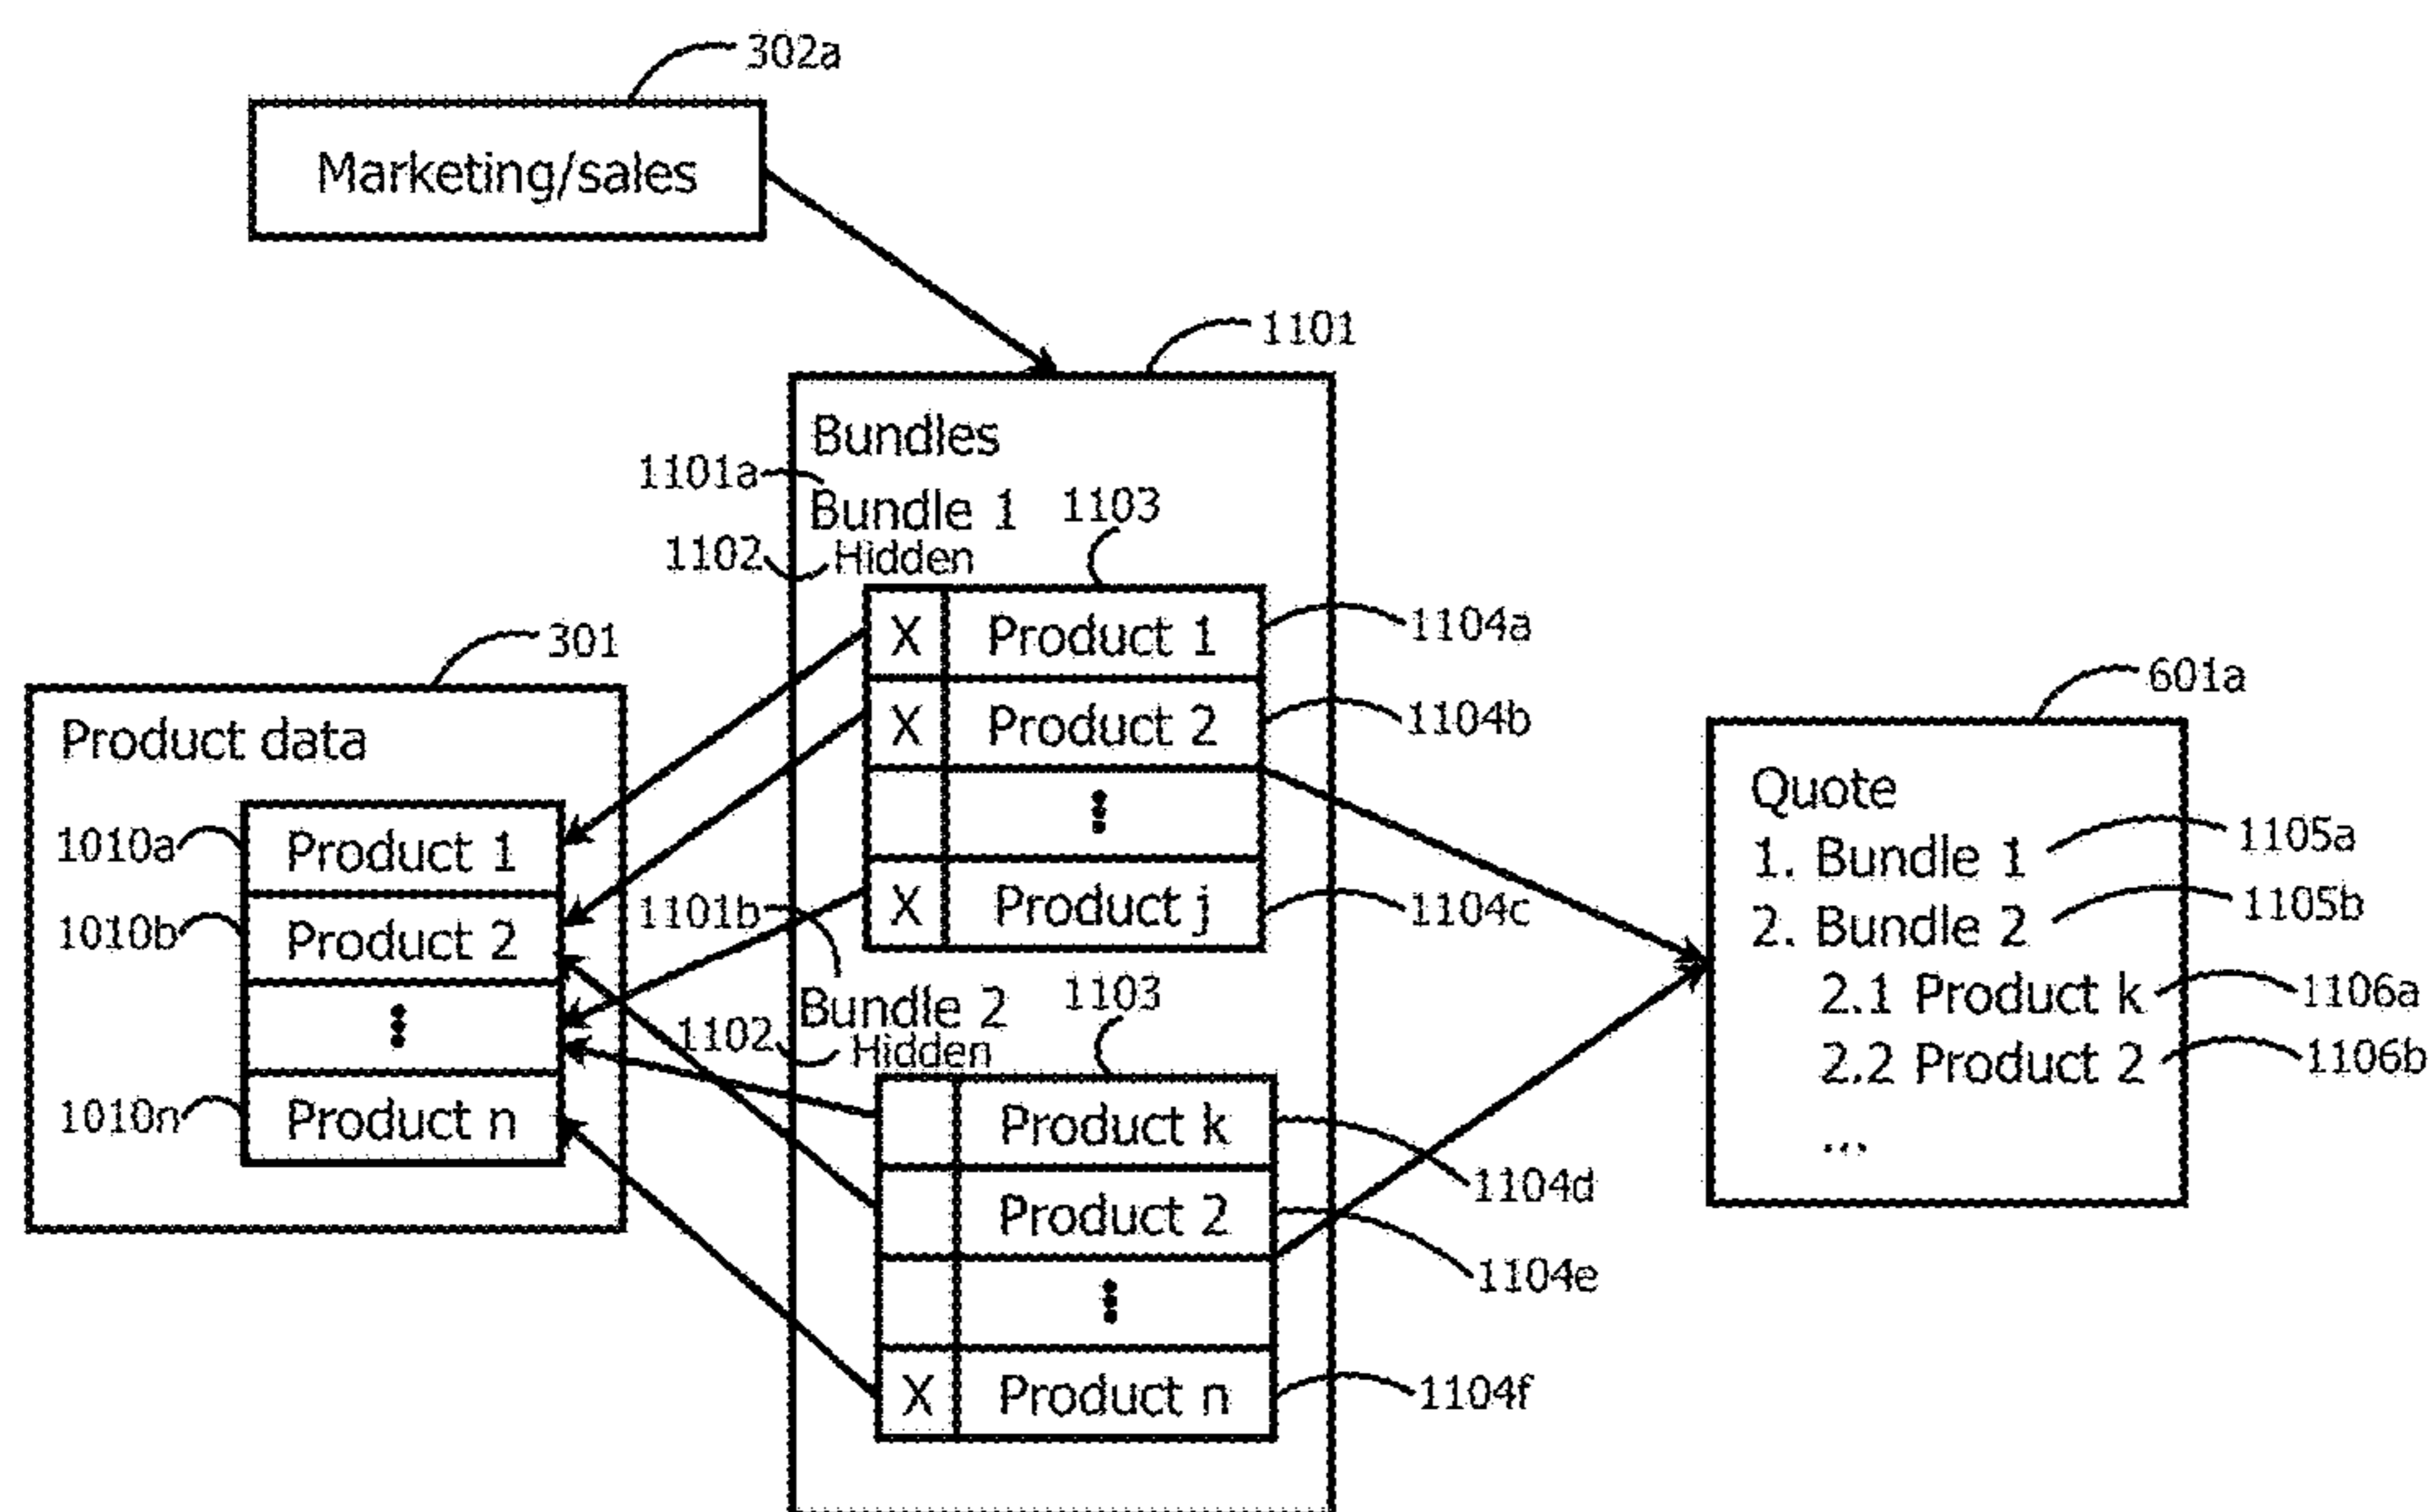 302a
Marketing/sales
1101
Bundles
1101a
Bundle 1
1103
1102
Hidden
X
Product 1
1104a
X
Product 2
1104b
X
Product j
1104c
1101b
Bundle 2
1103
1102
Hidden
Product k
1104d
Product 2
1104e
X
Product n
1104f
301
Product data
1010a
Product 1
1010b
Product 2
1010n
Product n
601a
Quote
1. Bundle 1
1105a
2. Bundle 2
1105b
2.1 Product k
1106a
2.2 Product 2
1106b
...